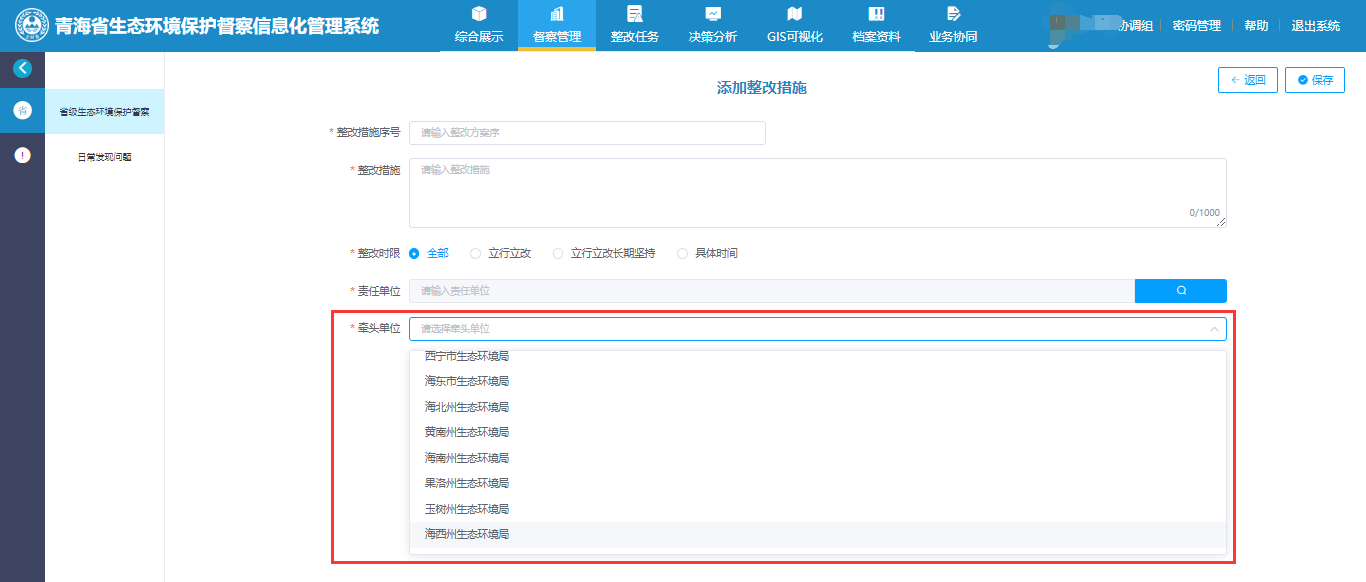 青海省生态环境保护督察信息化管理系统
综合展示
督察管理
整改任务
决策分析
GIS可视化
档案资料
业务协同
协调组
密码管理
帮助
退出系统
省
省级生态环境保护督察
日常发现问题
添加整改措施
返回
保存
* 整改措施序号
请输入整改方案序
* 整改措施
请输入整改措施
0/1000
* 整改时限
全部
立行立改
立行立改长期坚持
具体时间
* 责任单位
请输入责任单位
* 牵头单位
请选择牵头单位
西宁市生态环境局
海东市生态环境局
海北州生态环境局
黄南州生态环境局
海南州生态环境局
果洛州生态环境局
玉树州生态环境局
海西州生态环境局